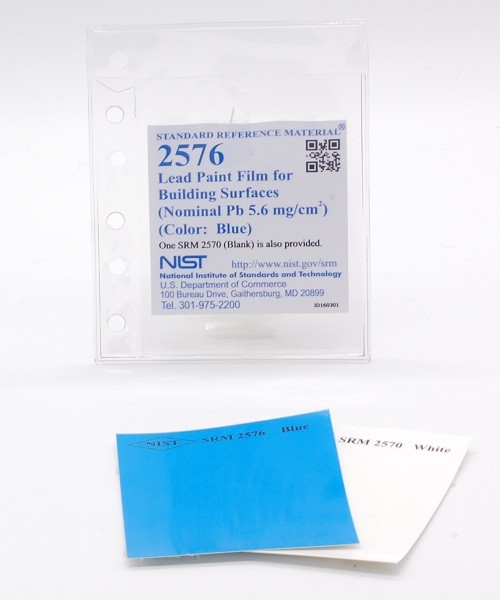 STANDARD REFERENCE MATERIAL®
2576
Lead Paint Film for
Building Surfaces
(Nominal Pb 5.6 mg/cm²)
(Color: Blue)
One SRM 2570 (Blank) is also provided.
NIST http://www.nist.gov/srm
National Institute of Standards and Technology
U.S. Department of Commerce
100 Bureau Drive, Gaithersburg, MD 20899
Tel. 301-975-2200
ID160301
NIST SRM 2576 Blue
SRM 2570 White